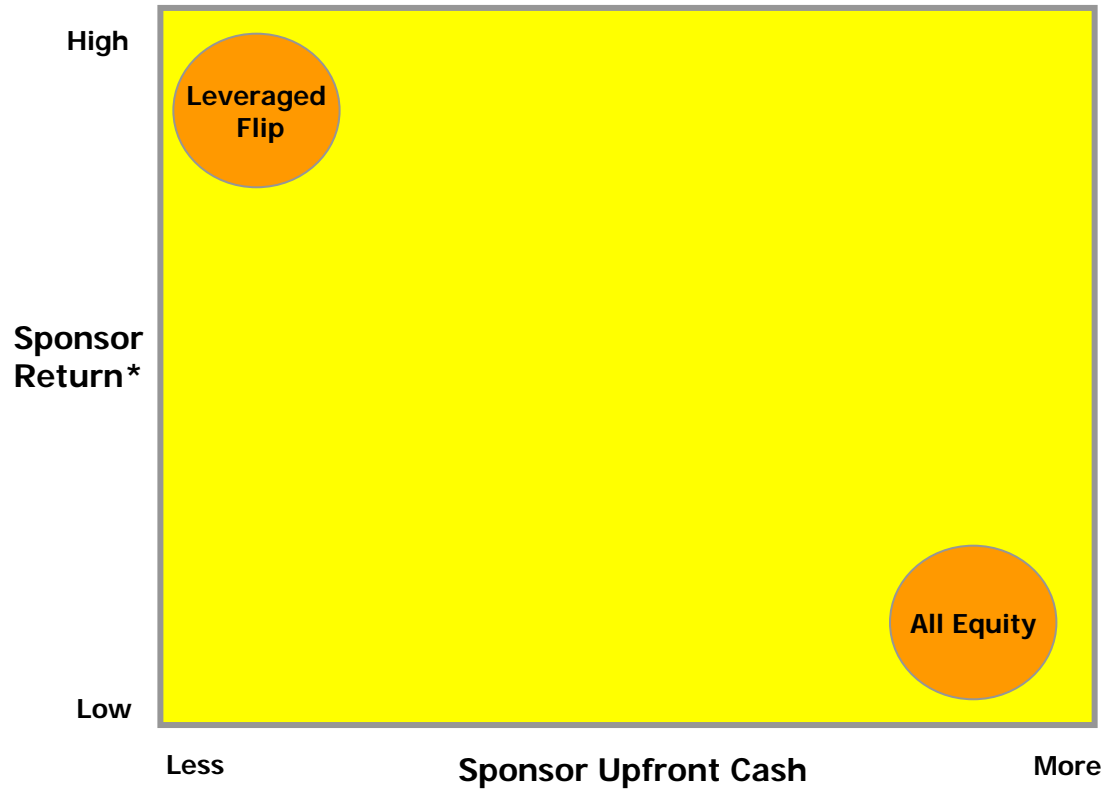 High
Leveraged
Flip
Sponsor
Return*
All Equity
Low
Less
Sponsor Upfront Cash
More